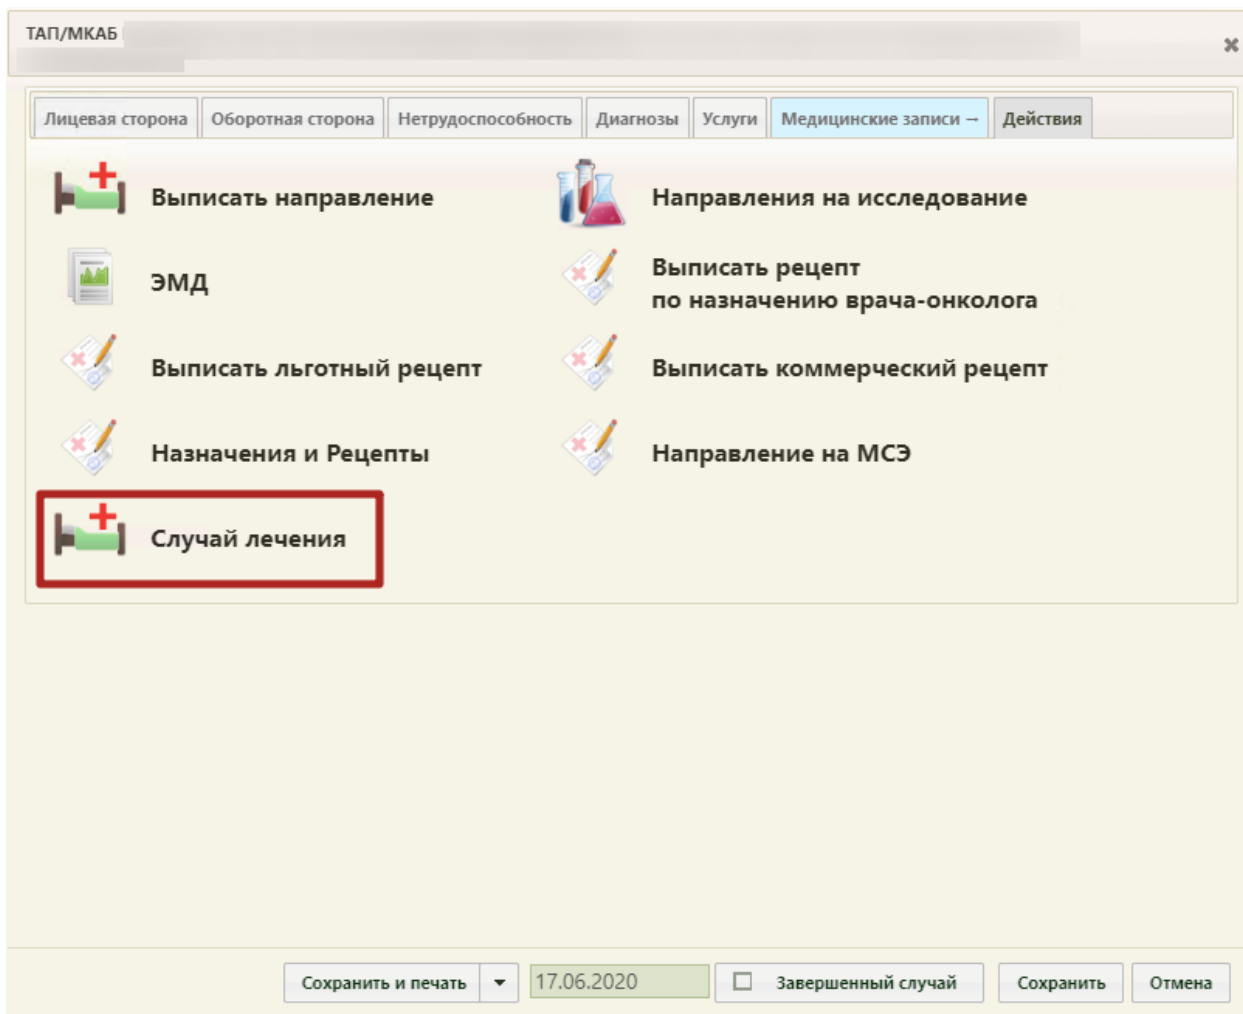 ТАП/МКАБ
Лицевая сторона Оборотная сторона Нетрудоспособность Диагнозы Услуги Медицинские записи → Действия
Выписать направление Направления на исследование
ЭМД Выписать рецепт
по назначению врача-онколога
Выписать льготный рецепт Выписать коммерческий рецепт
Назначения и Рецепты Направление на МСЭ
Случай лечения
Сохранить и печать 17.06.2020 Завершенный случай Сохранить Отмена